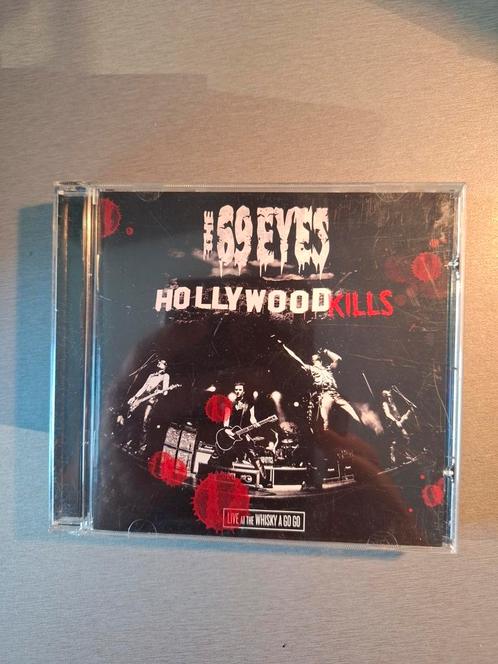 THE 69 EYES
HOLLYWOOD KILLS
LIVE AT THE WHISKY A GO GO